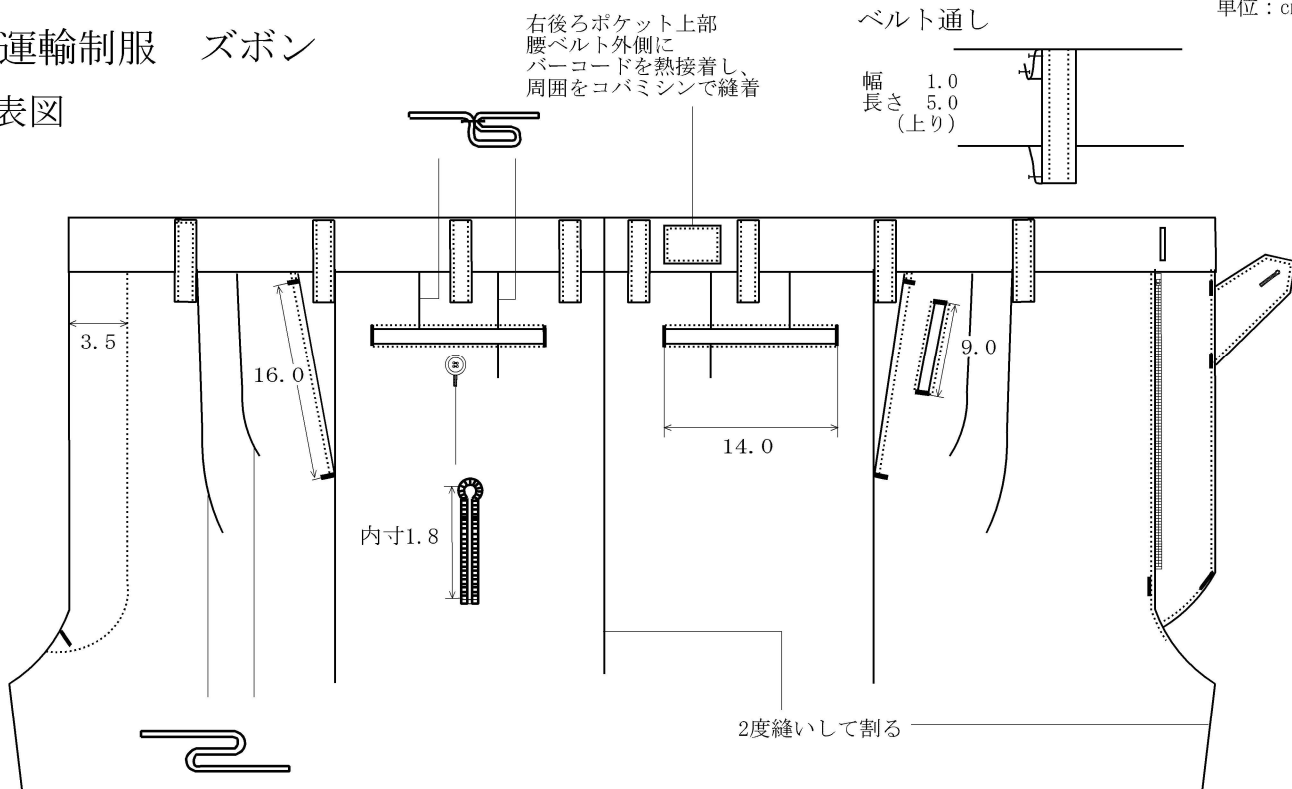 運輸制服　ズボン
表図
右後ろポケット上部
腰ベルト外側に
バーコードを熱接着し、
周囲をコバミシンで縫着
ベルト通し
幅　1.0
長さ　5.0
(上り)
単位：cm
3.5
16.0
9.0
14.0
内寸1.8
2度縫いして割る